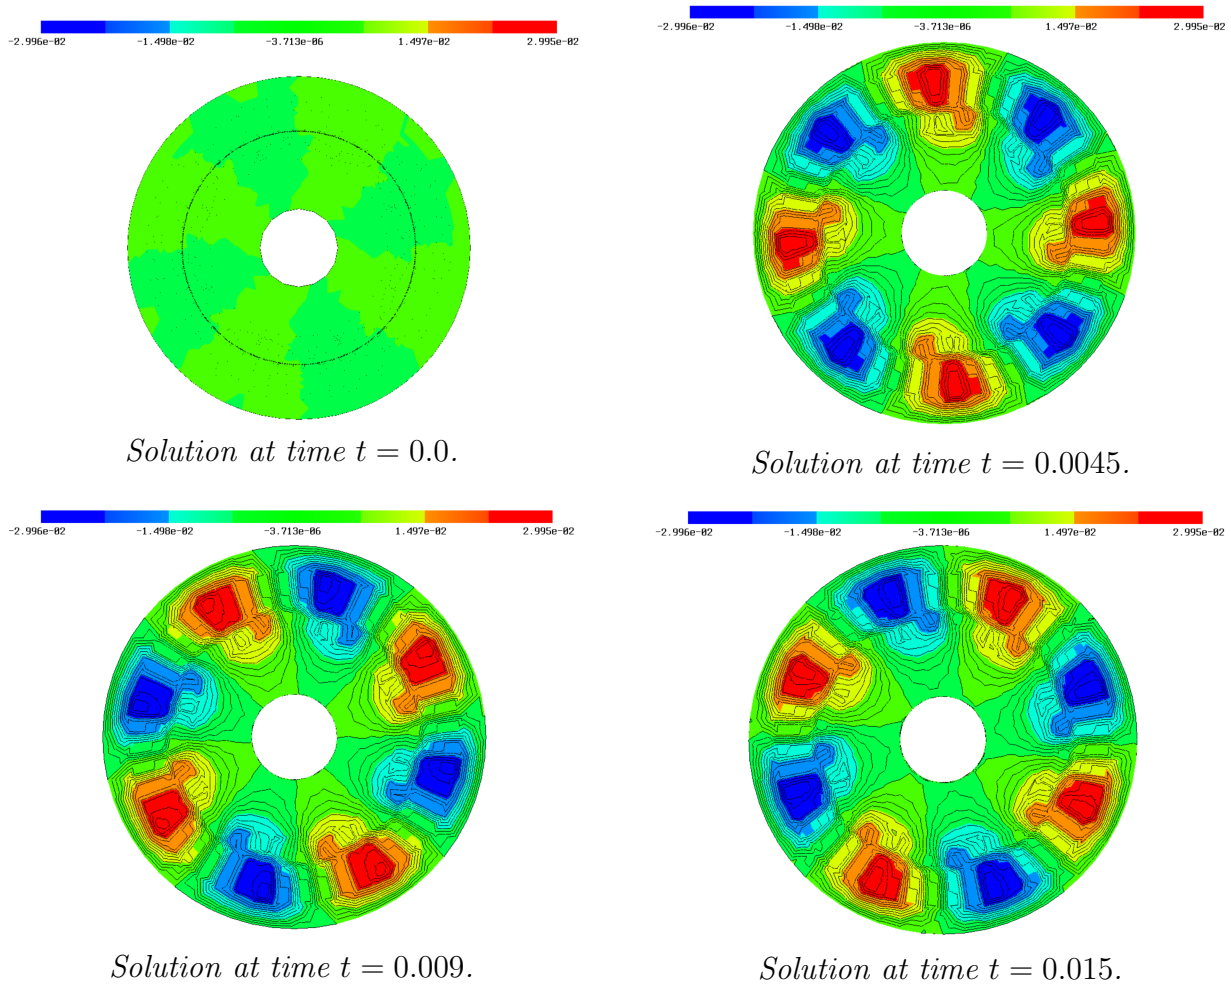 -2.996e-02 -1.498e-02 -3.713e-06 1.497e-02 2.995e-02
Solution at time t = 0.0.
-2.996e-02 -1.498e-02 -3.713e-06 1.497e-02 2.995e-02
Solution at time t = 0.0045.
-2.996e-02 -1.498e-02 -3.713e-06 1.497e-02 2.995e-02
Solution at time t = 0.009.
-2.996e-02 -1.498e-02 -3.713e-06 1.497e-02 2.995e-02
Solution at time t = 0.015.